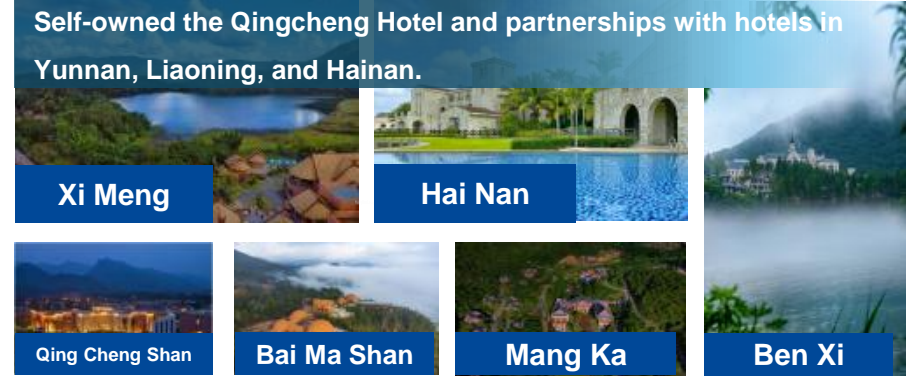 Self-owned the Qingcheng Hotel and partnerships with hotels in
Yunnan, Liaoning, and Hainan.
Xi Meng
Hai Nan
Qing Cheng Shan
Bai Ma Shan
Mang Ka
Ben Xi